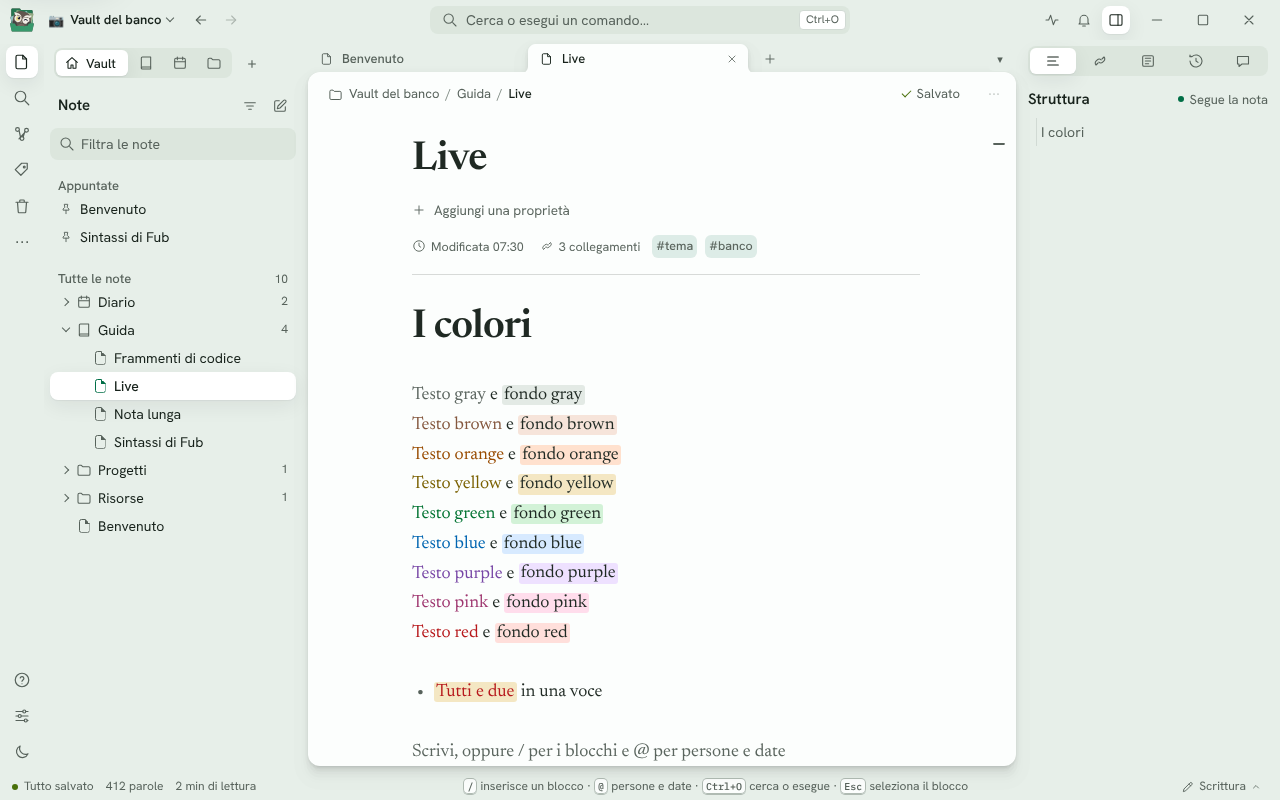 Vault del banco
Cerca o esegui un comando...
Ctrl+O
Vault
Benvenuto
Live
Note
Filtra le note
Appuntate
Benvenuto
Sintassi di Fub
Tutte le note 10
Diario 2
Guida 4
Frammenti di codice
Live
Nota lunga
Sintassi di Fub
Progetti 1
Risorse 1
Benvenuto
Vault del banco / Guida / Live
Salvato
Live
Aggiungi una proprietà
Modificata 07:30 3 collegamenti #tema #banco
I colori
Testo gray e fondo gray
Testo brown e fondo brown
Testo orange e fondo orange
Testo yellow e fondo yellow
Testo green e fondo green
Testo blue e fondo blue
Testo purple e fondo purple
Testo pink e fondo pink
Testo red e fondo red
• Tutti e due in una voce
Scrivi, oppure / per i blocchi e @ per persone e date
Struttura
Segue la nota
I colori
Tutto salvato 412 parole 2 min di lettura
/ inserisce un blocco · @ persone e date · Ctrl+O cerca o esegue · Esc seleziona il blocco
Scrittura